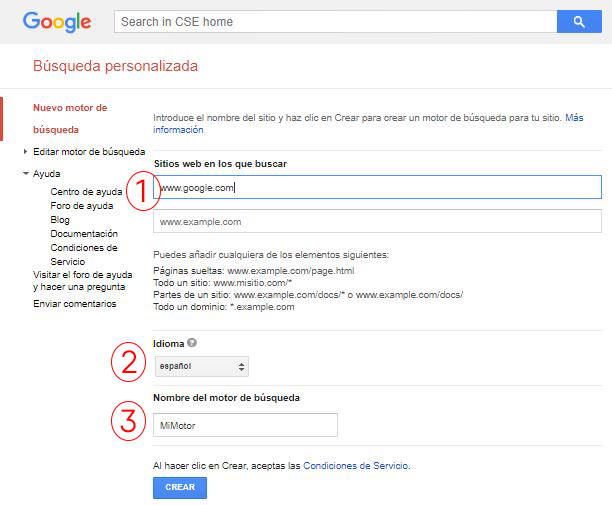 Google
Search in CSE home
Búsqueda personalizada
Nuevo motor de
búsqueda
Editar motor de búsqueda
Ayuda
Centro de ayuda
Foro de ayuda
Blog
Documentación
Condiciones de
Servicio
Visitar el foro de ayuda
y hacer una pregunta
Enviar comentarios
Introduce el nombre del sitio y haz clic en Crear para crear un motor de búsqueda para tu sitio. Más
información
Sitios web en los que buscar
1
www.google.com
www.example.com
Puedes añadir cualquiera de los elementos siguientes:
Páginas sueltas: www.example.com/page.html
Todo un sitio: www.misitio.com/*
Partes de un sitio: www.example.com/docs/* o www.example.com/docs/
Todo un dominio: *.example.com
Idioma ?
2
español
Nombre del motor de búsqueda
3
MiMotor
Al hacer clic en Crear, aceptas las Condiciones de Servicio.
CREAR